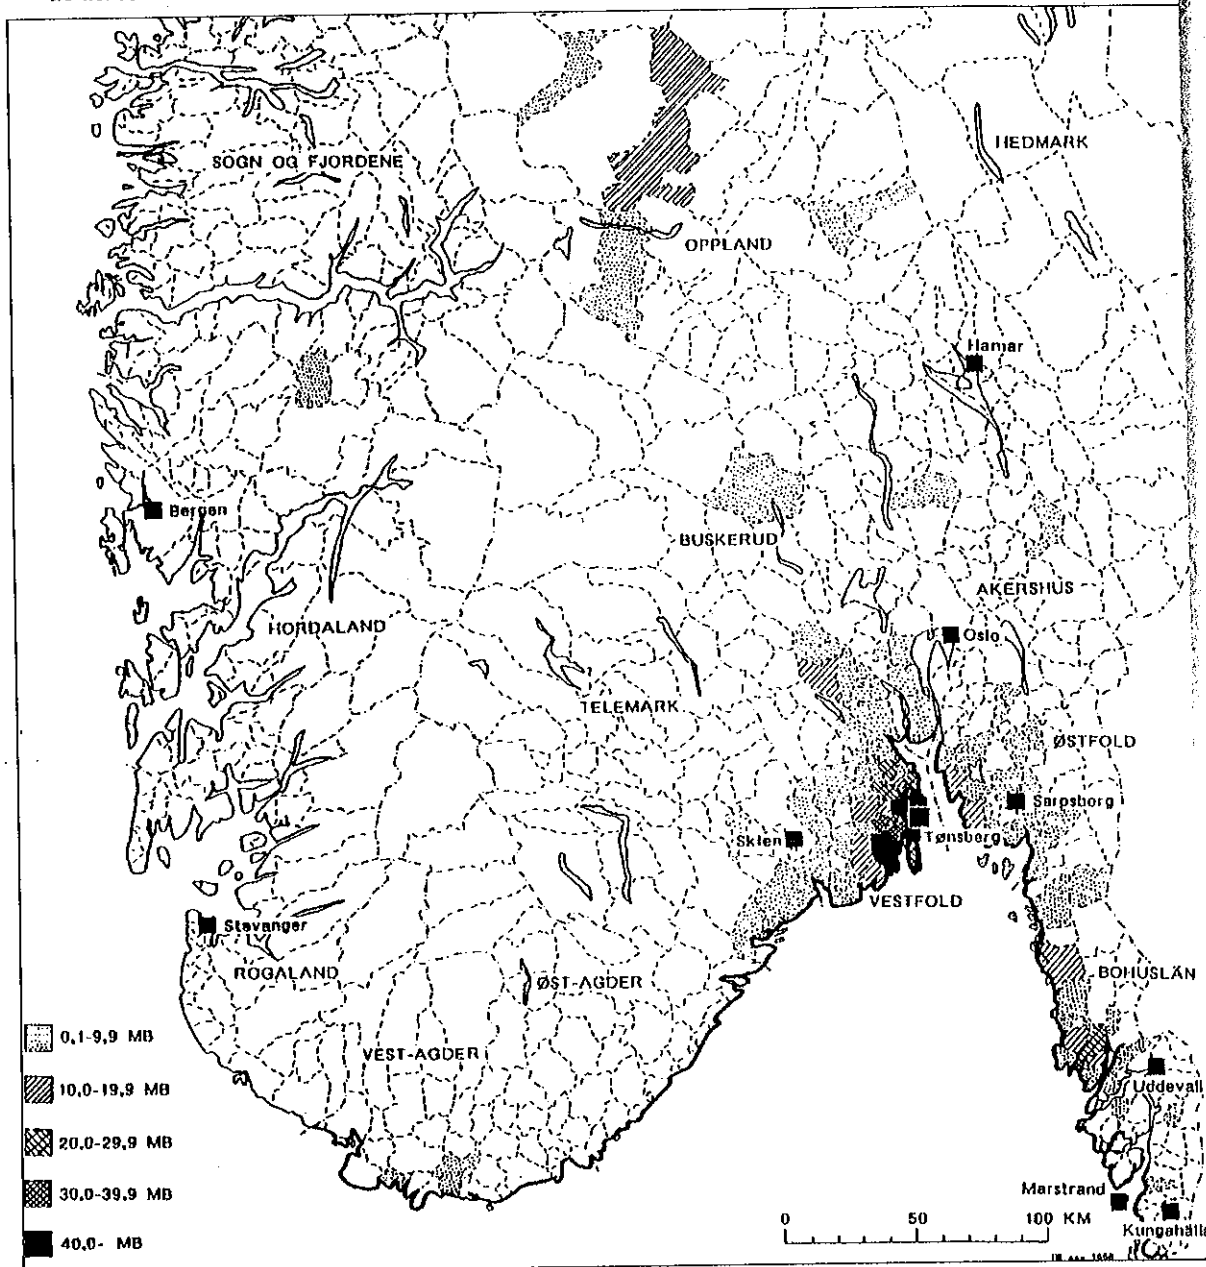 SOGN OG FJORDENE
HEDMARK
OPPLAND
Hamar
Bergen
BUSKERUD
AKERSHUS
HORDALAND
Oslo
TELEMARK
ØSTFOLD
Sarpsborg
Skien
Tønsberg
VESTFOLD
Stavanger
ROGALAND
ØST-AGDER
BOHUSLÄN
0,1-9,9 MB
VEST-AGDER
10,0-19,9 MB
Uddevall
20,0-29,9 MB
30,0-39,9 MB
Marstrand
0 50 100 KM
Kungahälla
40,0- MB